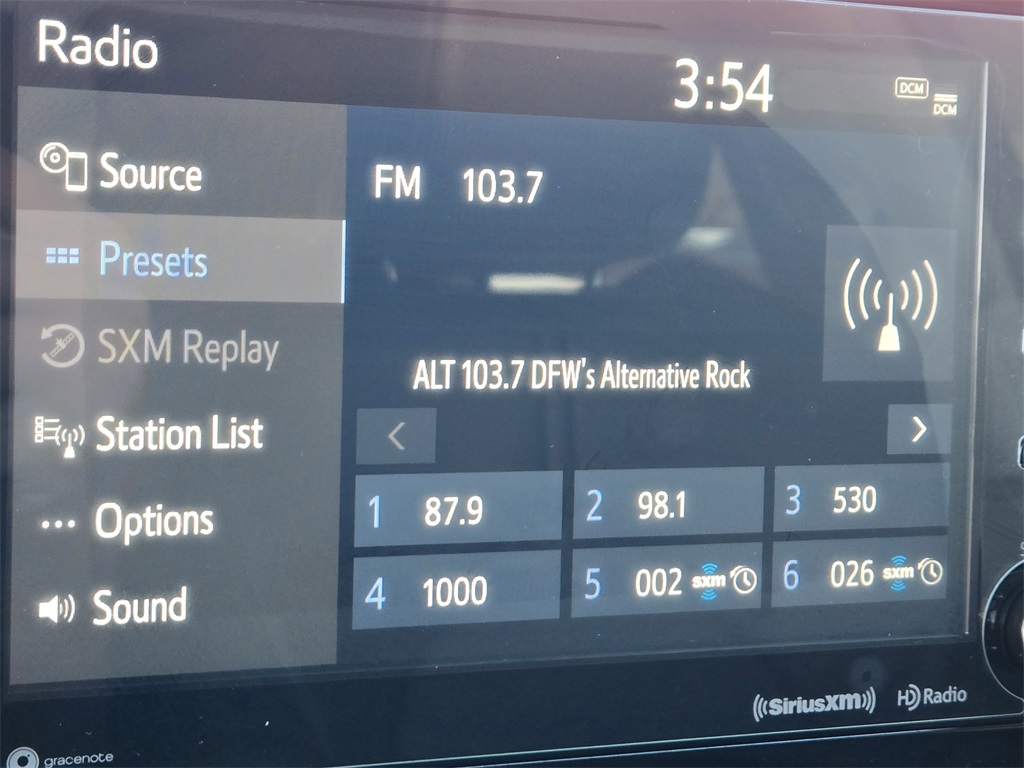 Radio
3:54
DCM
DCM
Source
FM 103.7
Presets
SXM Replay
ALT 103.7 DFW's Alternative Rock
Station List
1 87.9
2 98.1
3 530
Options
4 1000
5 002 sxm
6 026 sxm
Sound
((SiriusXM))
HD Radio
gracenote